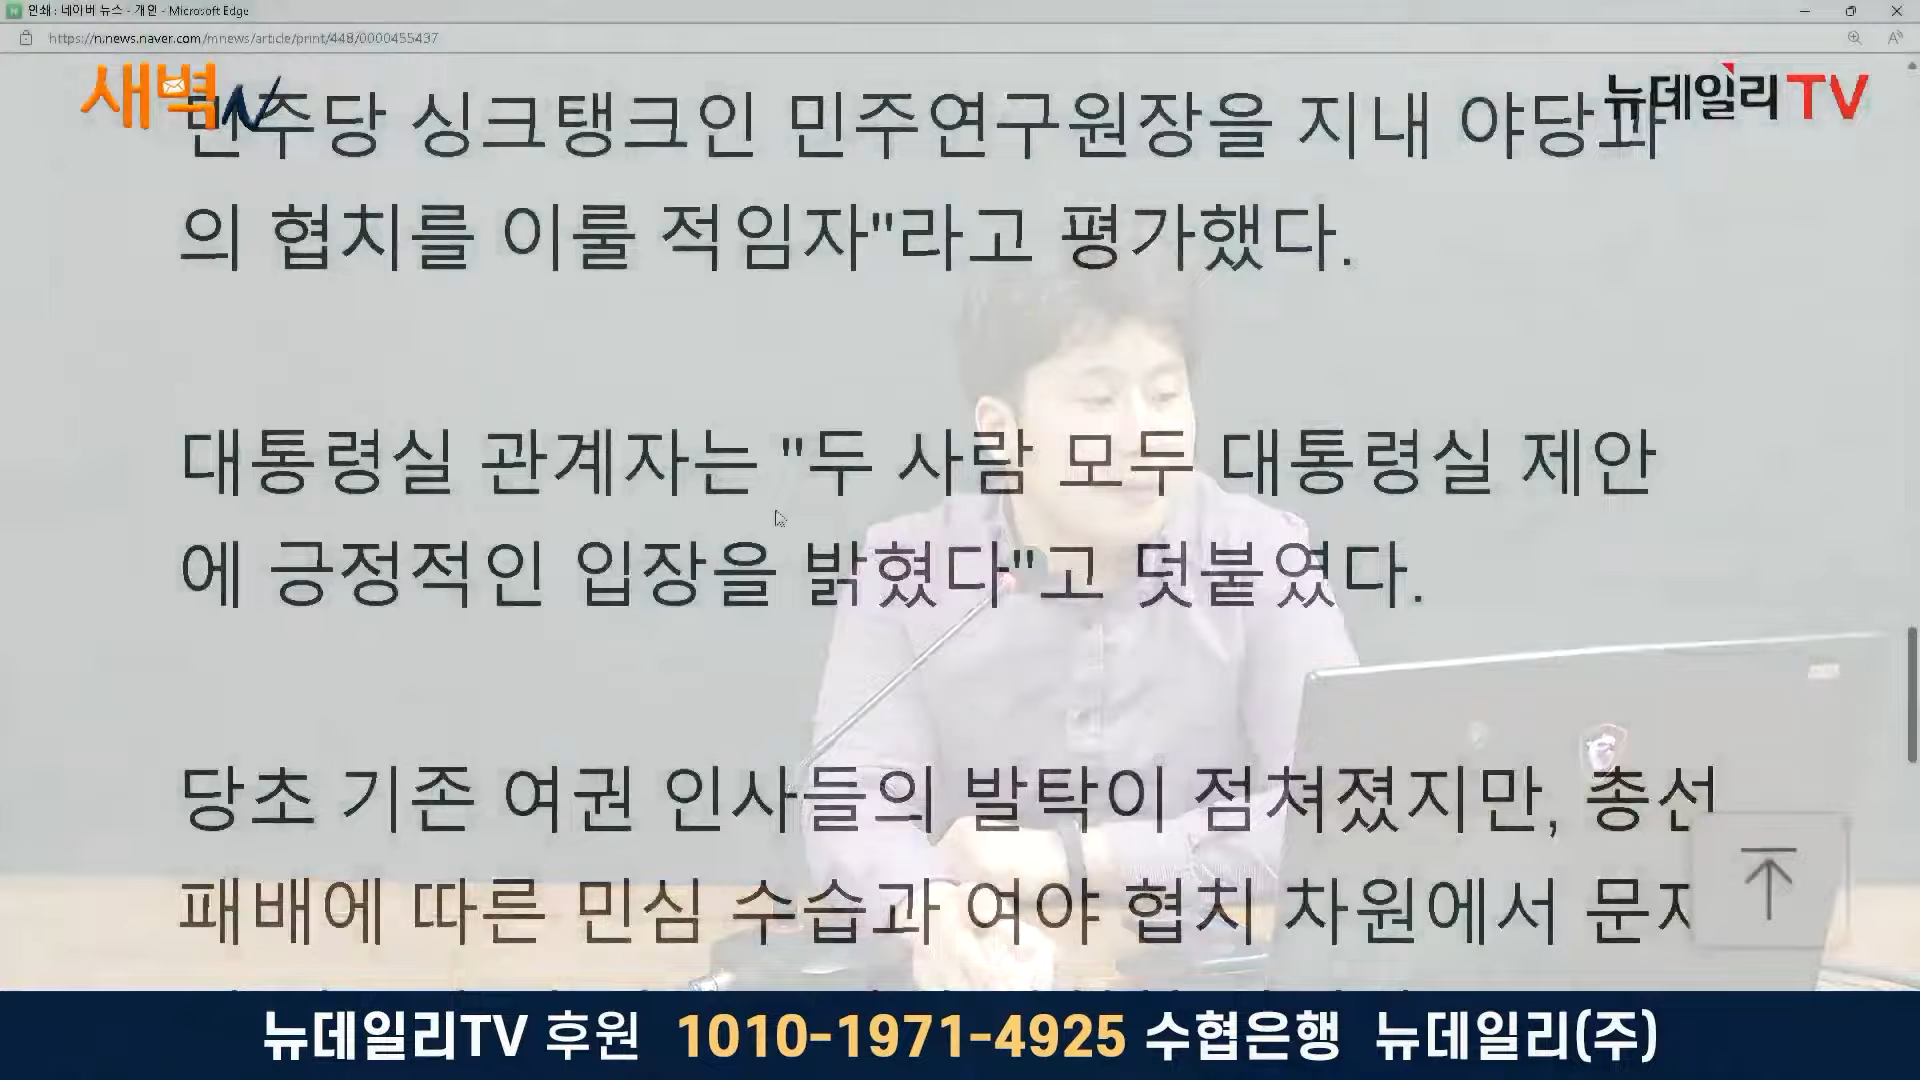 인쇄 : 네이버 뉴스 - 개인 - Microsoft Edge
https://n.news.naver.com/mnews/article/print/448/0000455437
새벽N
뉴데일리TV
민주당 싱크탱크인 민주연구원장을 지내 야당과
의 협치를 이룰 적임자"라고 평가했다.
대통령실 관계자는 "두 사람 모두 대통령실 제안
에 긍정적인 입장을 밝혔다"고 덧붙였다.
당초 기존 여권 인사들의 발탁이 점쳐졌지만, 총선
패배에 따른 민심 수습과 여야 협치 차원에서 문
뉴데일리TV 후원 1010-1971-4925 수협은행 뉴데일리(주)